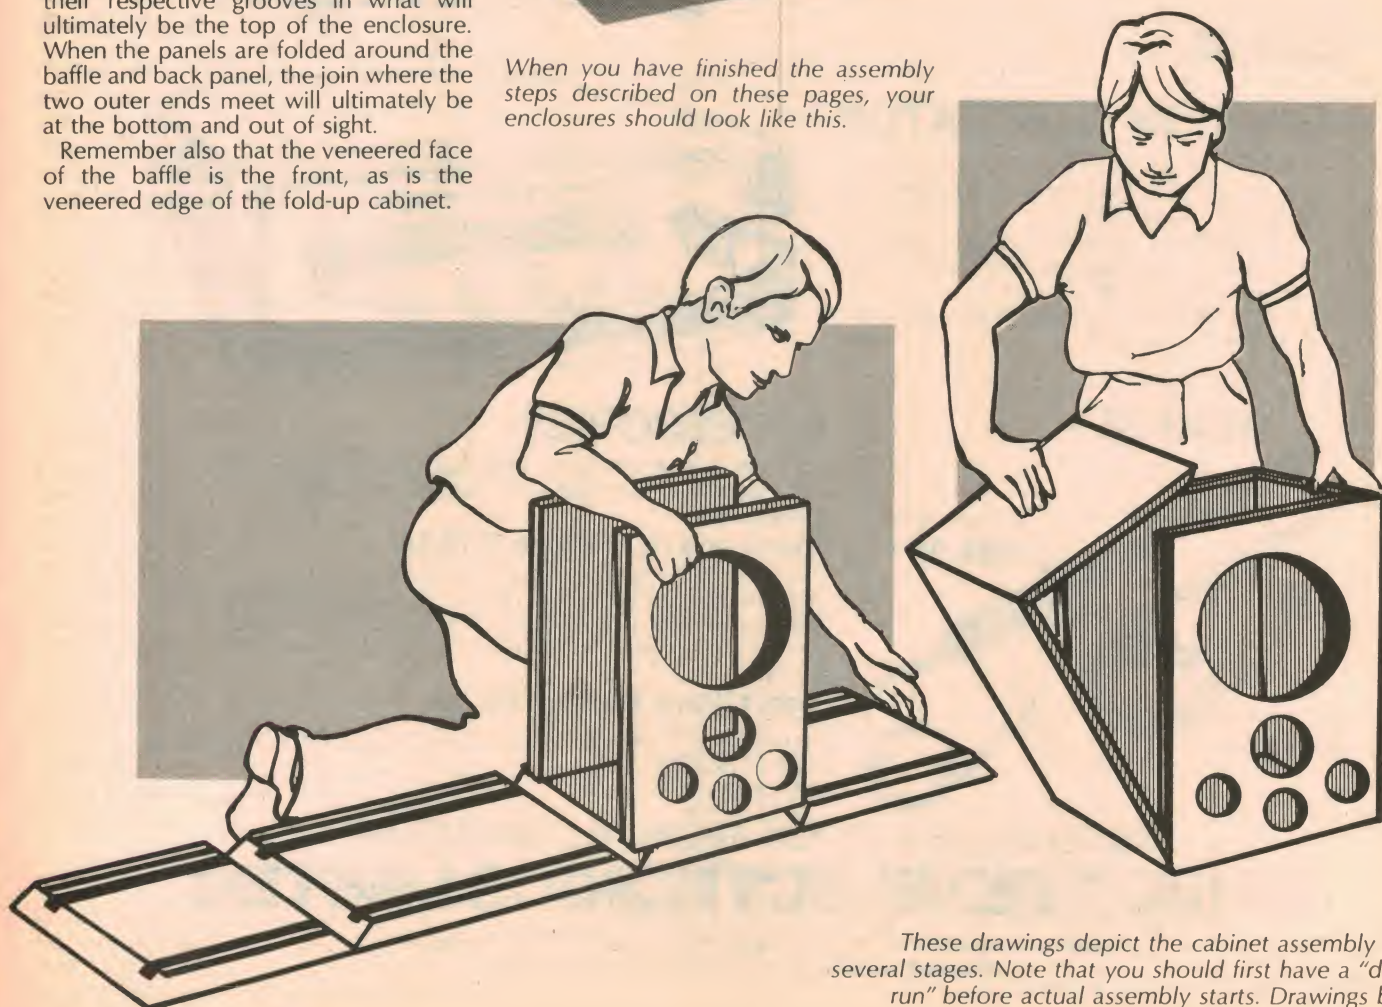 their respective grooves in what will
ultimately be the top of the enclosure.
When the panels are folded around the
baffle and back panel, the join where the
two outer ends meet will ultimately be
at the bottom and out of sight.
Remember also that the veneered face
of the baffle is the front, as is the
veneered edge of the fold-up cabinet.
When you have finished the assembly
steps described on these pages, your
enclosures should look like this.
These drawings depict the cabinet assembly
several stages. Note that you should first have a "d
run" before actual assembly starts. Drawings